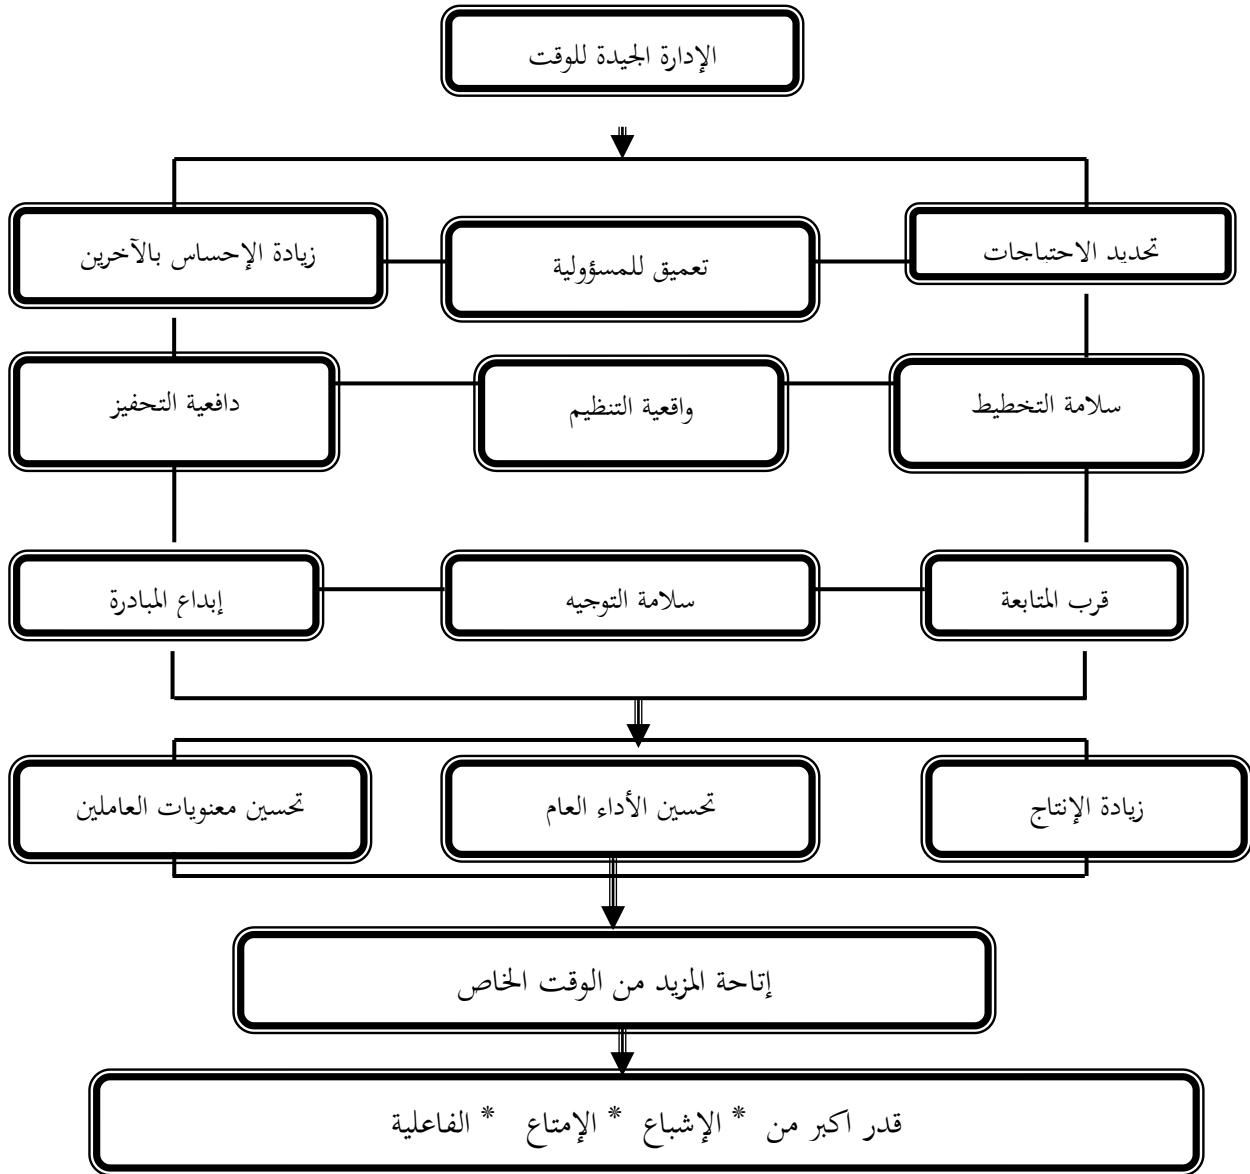 الإدارة الجيدة للوقت
تحديد الاحتياجات
تعميق للمسؤولية
زيادة الإحساس بالآخرين
سلامة التخطيط
واقعية التنظيم
دافعية التحفيز
قرب المتابعة
سلامة التوجيه
إبداع المبادرة
زيادة الإنتاج
تحسين الأداء العام
تحسين معنويات العاملين
إتاحة المزيد من الوقت الخاص
قدر اكبر من * الإشباع * الإمتاع * الفاعلية